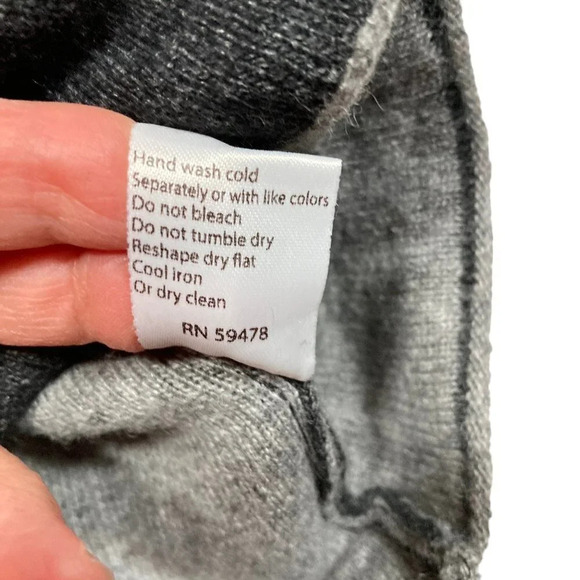 Hand wash cold
Separately or with like colors
Do not bleach
Do not tumble dry
Reshape dry flat
Cool iron
Or dry clean
RN 59478